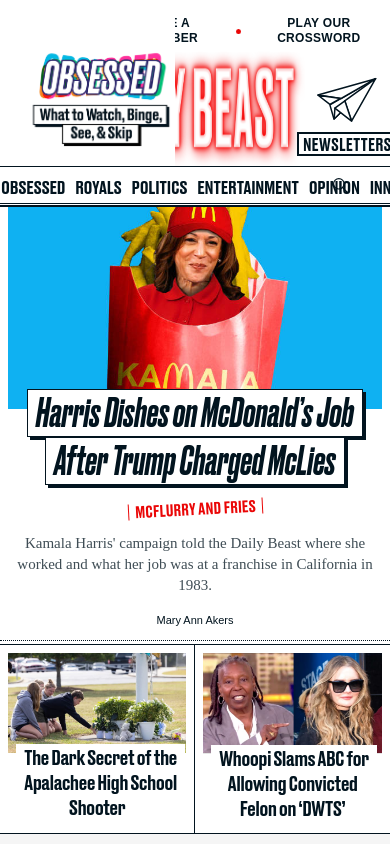 E A
BER
PLAY OUR
CROSSWORD
OBSESSED
What to Watch, Binge,
See, & Skip
Y BEAST
NEWSLETTERS
OBSESSED ROYALS POLITICS ENTERTAINMENT OPINION INN
KAMALA
Harris Dishes on McDonald's Job
After Trump Charged McLies
MCFLURRY AND FRIES
Kamala Harris' campaign told the Daily Beast where she
worked and what her job was at a franchise in California in
1983.
Mary Ann Akers
STAGE
The Dark Secret of the
Apalachee High School
Shooter
Whoopi Slams ABC for
Allowing Convicted
Felon on ‘DWTS’